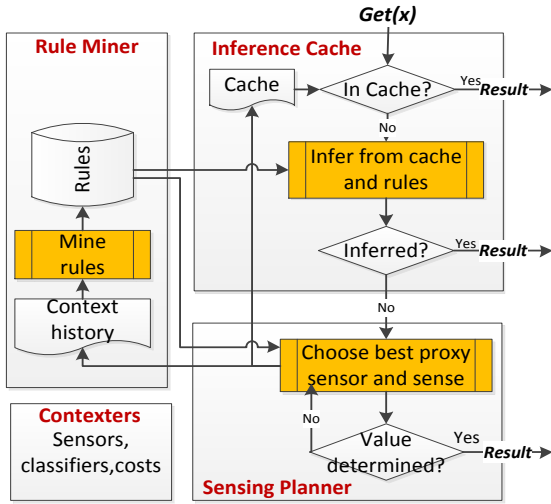 Get(x)
Rule Miner
Inference Cache
Cache
In Cache?
Yes
Result
No
Rules
Infer from cache
and rules
Mine
rules
Inferred?
Yes
Result
Context
history
No
Choose best proxy
sensor and sense
Contexters
Sensors,
classifiers,costs
No
Value
determined?
Yes
Result
Sensing Planner